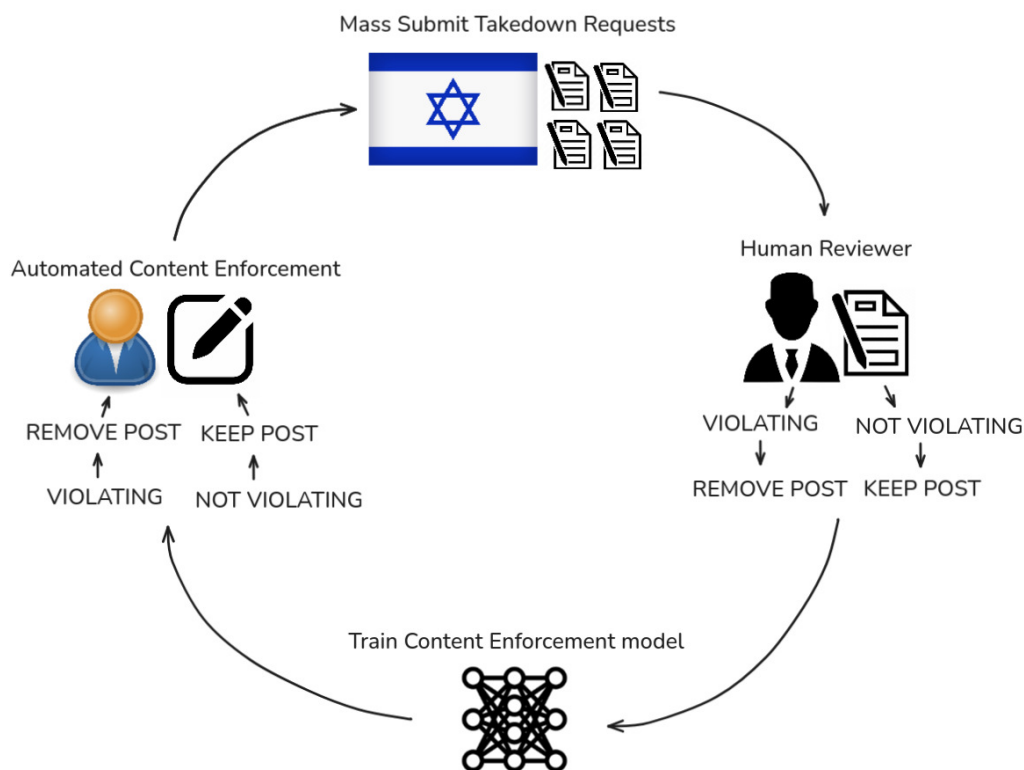 Mass Submit Takedown Requests
Human Reviewer
VIOLATING
NOT VIOLATING
REMOVE POST
KEEP POST
Train Content Enforcement model
Automated Content Enforcement
REMOVE POST
KEEP POST
VIOLATING
NOT VIOLATING